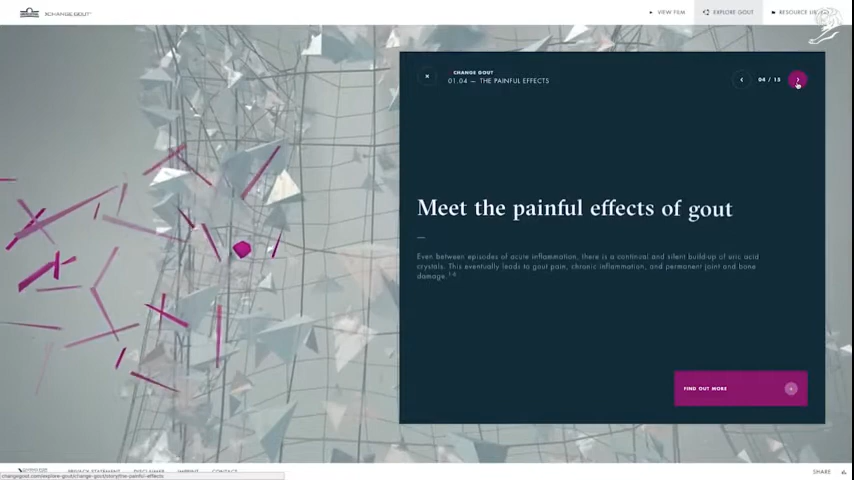 XCHANGE GOUT
VIEW FILM
EXPLORE GOUT
CHANGE GOUT
01.04 — THE PAINFUL EFFECTS
04 / 15
Meet the painful effects of gout
Even between episodes of acute inflammation, there is a continual and silent build-up of uric acid
crystals. This eventually leads to gout pain, chronic inflammation, and permanent joint and bone
damage.
FIND OUT MORE
PRIVACY STATEMENT
DISCLAIMER
IMPRINT
CONTACT
SHARE